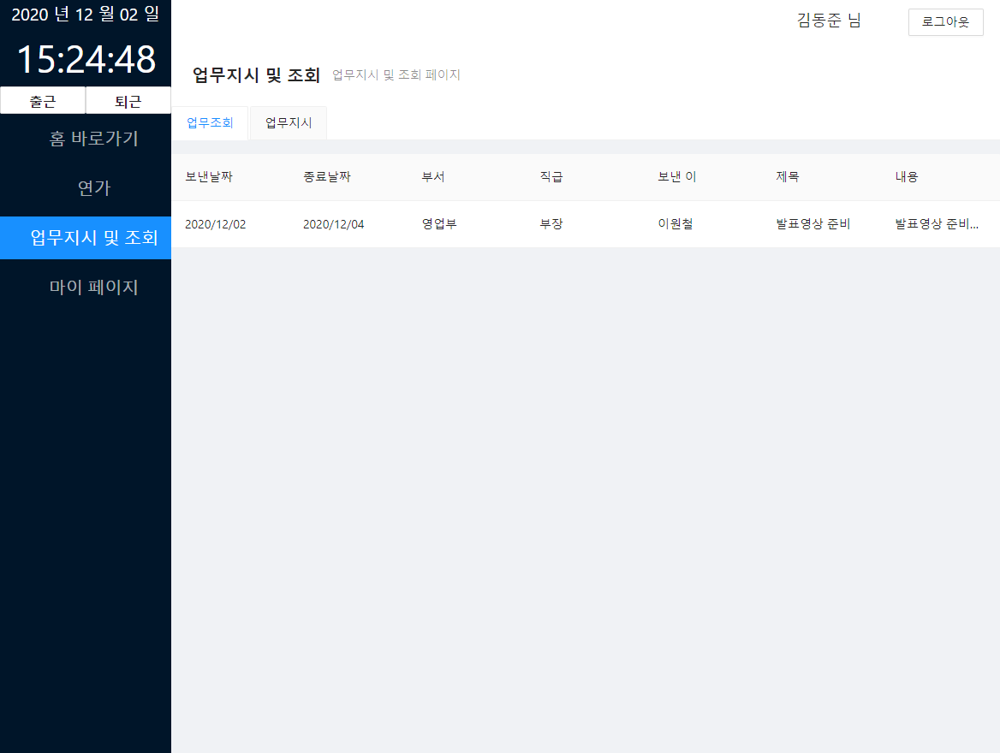 2020 년 12 월 02 일
15:24:48
출근 퇴근
홈 바로가기
연가
업무지시 및 조회
마이 페이지
김동준 님 로그아웃
업무지시 및 조회 업무지시 및 조회 페이지
업무조회 업무지시
보낸날짜 종료날짜 부서 직급 보낸 이 제목 내용
2020/12/02 2020/12/04 영업부 부장 이원철 발표영상 준비 발표영상 준비...